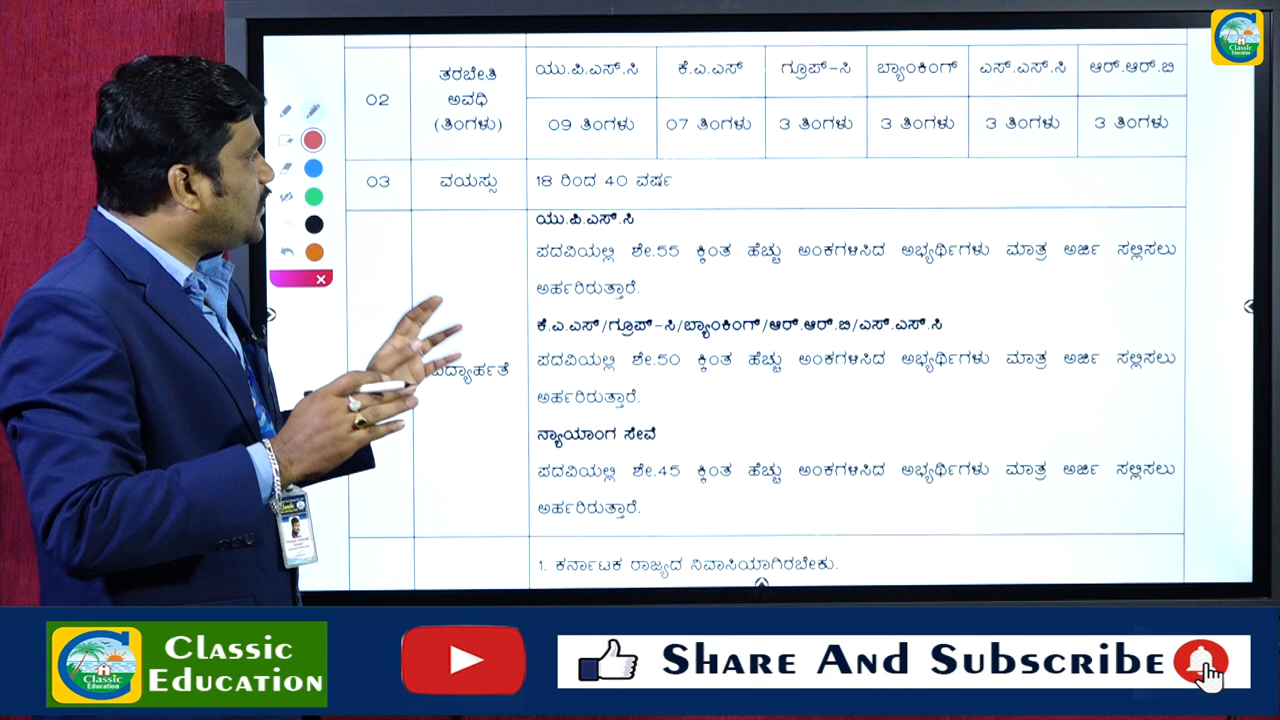 02
ತರಬೇತಿ
ಅವಧಿ
(ತಿಂಗಳು)
ಯು.ಪಿ.ಎಸ್.ಸಿ ಕೆ.ಎ.ಎಸ್ ಗ್ರೂಪ್-ಸಿ ಬ್ಯಾಂಕಿಂಗ್ ಎಸ್.ಎಸ್.ಸಿ ಆರ್.ಆರ್.ಬಿ
09 ತಿಂಗಳು 07 ತಿಂಗಳು 3 ತಿಂಗಳು 3 ತಿಂಗಳು 3 ತಿಂಗಳು 3 ತಿಂಗಳು
03 ವಯಸ್ಸು 18 ರಿಂದ 40 ವರ್ಷ
ಯು.ಪಿ.ಎಸ್.ಸಿ
ಪದವಿಯಲ್ಲಿ ಶೇ.55 ಕ್ಕಿಂತ ಹೆಚ್ಚು ಅಂಕಗಳಿಸಿದ ಅಭ್ಯರ್ಥಿಗಳು ಮಾತ್ರ ಅರ್ಜಿ ಸಲ್ಲಿಸಲು
ಅರ್ಹರಿರುತ್ತಾರೆ.
ಕೆ.ಎ.ಎಸ್/ಗ್ರೂಪ್-ಸಿ/ಬ್ಯಾಂಕಿಂಗ್/ಆರ್.ಆರ್.ಬಿ/ಎಸ್.ಎಸ್.ಸಿ
ಪದವಿಯಲ್ಲಿ ಶೇ.50 ಕ್ಕಿಂತ ಹೆಚ್ಚು ಅಂಕಗಳಿಸಿದ ಅಭ್ಯರ್ಥಿಗಳು ಮಾತ್ರ ಅರ್ಜಿ ಸಲ್ಲಿಸಲು
ಅರ್ಹರಿರುತ್ತಾರೆ.
ನ್ಯಾಯಾಂಗ ಸೇವೆ
ಪದವಿಯಲ್ಲಿ ಶೇ.45 ಕ್ಕಿಂತ ಹೆಚ್ಚು ಅಂಕಗಳಿಸಿದ ಅಭ್ಯರ್ಥಿಗಳು ಮಾತ್ರ ಅರ್ಜಿ ಸಲ್ಲಿಸಲು
ಅರ್ಹರಿರುತ್ತಾರೆ.
1. ಕರ್ನಾಟಕ ರಾಜ್ಯದ ನಿವಾಸಿಯಾಗಿರಬೇಕು.
Classic
Education
Classic
Education
Classic
Education
Share And Subscribe